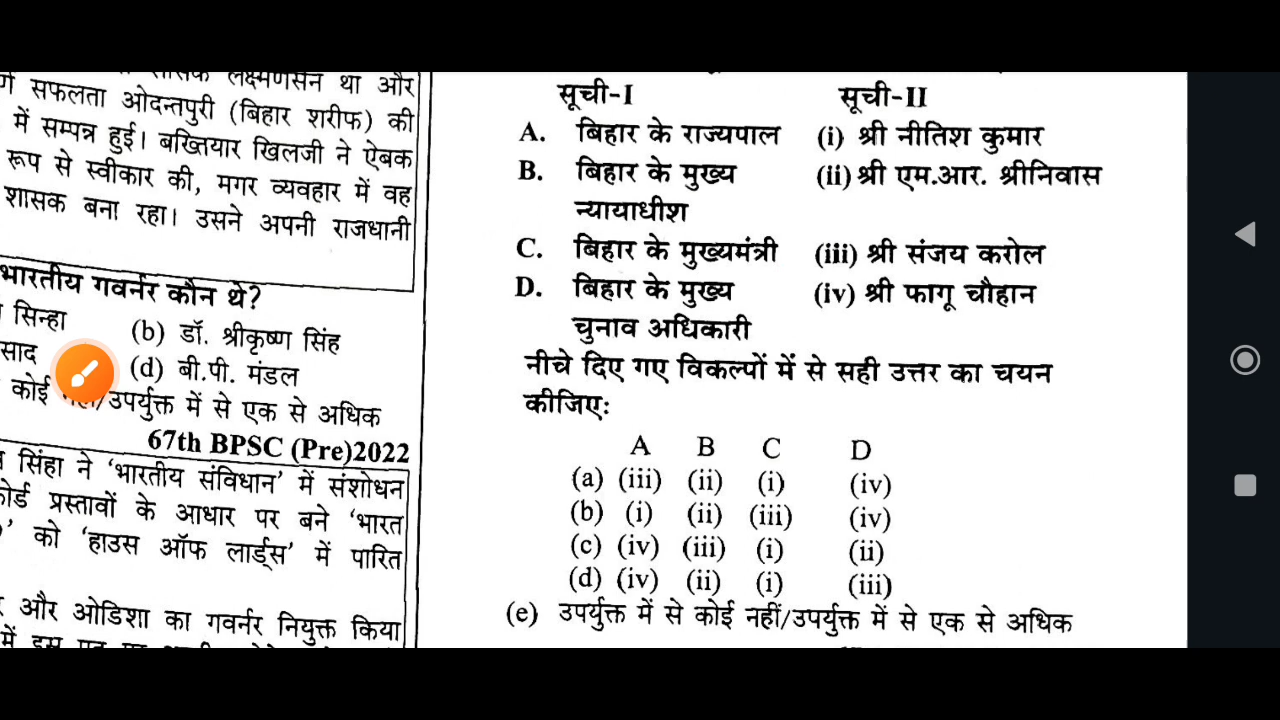 लक्ष्मणसेन था और
सफलता ओदन्तपुरी (बिहार शरीफ) की
में सम्पन्न हुई। बख्तियार खिलजी ने ऐबक
रूप से स्वीकार की, मगर व्यवहार में वह
शासक बना रहा। उसने अपनी राजधानी
भारतीय गवर्नर कौन थे?
सिन्हा
(b) डॉ. श्रीकृष्ण सिंह
(d) बी.पी. मंडल
कोई नहीं/उपर्युक्त में से एक से अधिक
67th BPSC (Pre)2022
सिंहा ने 'भारतीय संविधान' में संशोधन
प्रस्तावों के आधार पर बने 'भारत
को 'हाउस ऑफ लार्ड्स' में पारित
और ओडिशा का गवर्नर नियुक्त किया
सूची-I सूची-II
A. बिहार के राज्यपाल (i) श्री नीतिश कुमार
B. बिहार के मुख्य (ii) श्री एम.आर. श्रीनिवास
न्यायाधीश
C. बिहार के मुख्यमंत्री (iii) श्री संजय करोल
D. बिहार के मुख्य (iv) श्री फागू चौहान
चुनाव अधिकारी
नीचे दिए गए विकल्पों में से सही उत्तर का चयन
कीजिए:
A B C D
(a) (iii) (ii) (i) (iv)
(b) (i) (ii) (iii) (iv)
(c) (iv) (iii) (i) (ii)
(d) (iv) (ii) (i) (iii)
(e) उपर्युक्त में से कोई नहीं/उपर्युक्त में से एक से अधिक